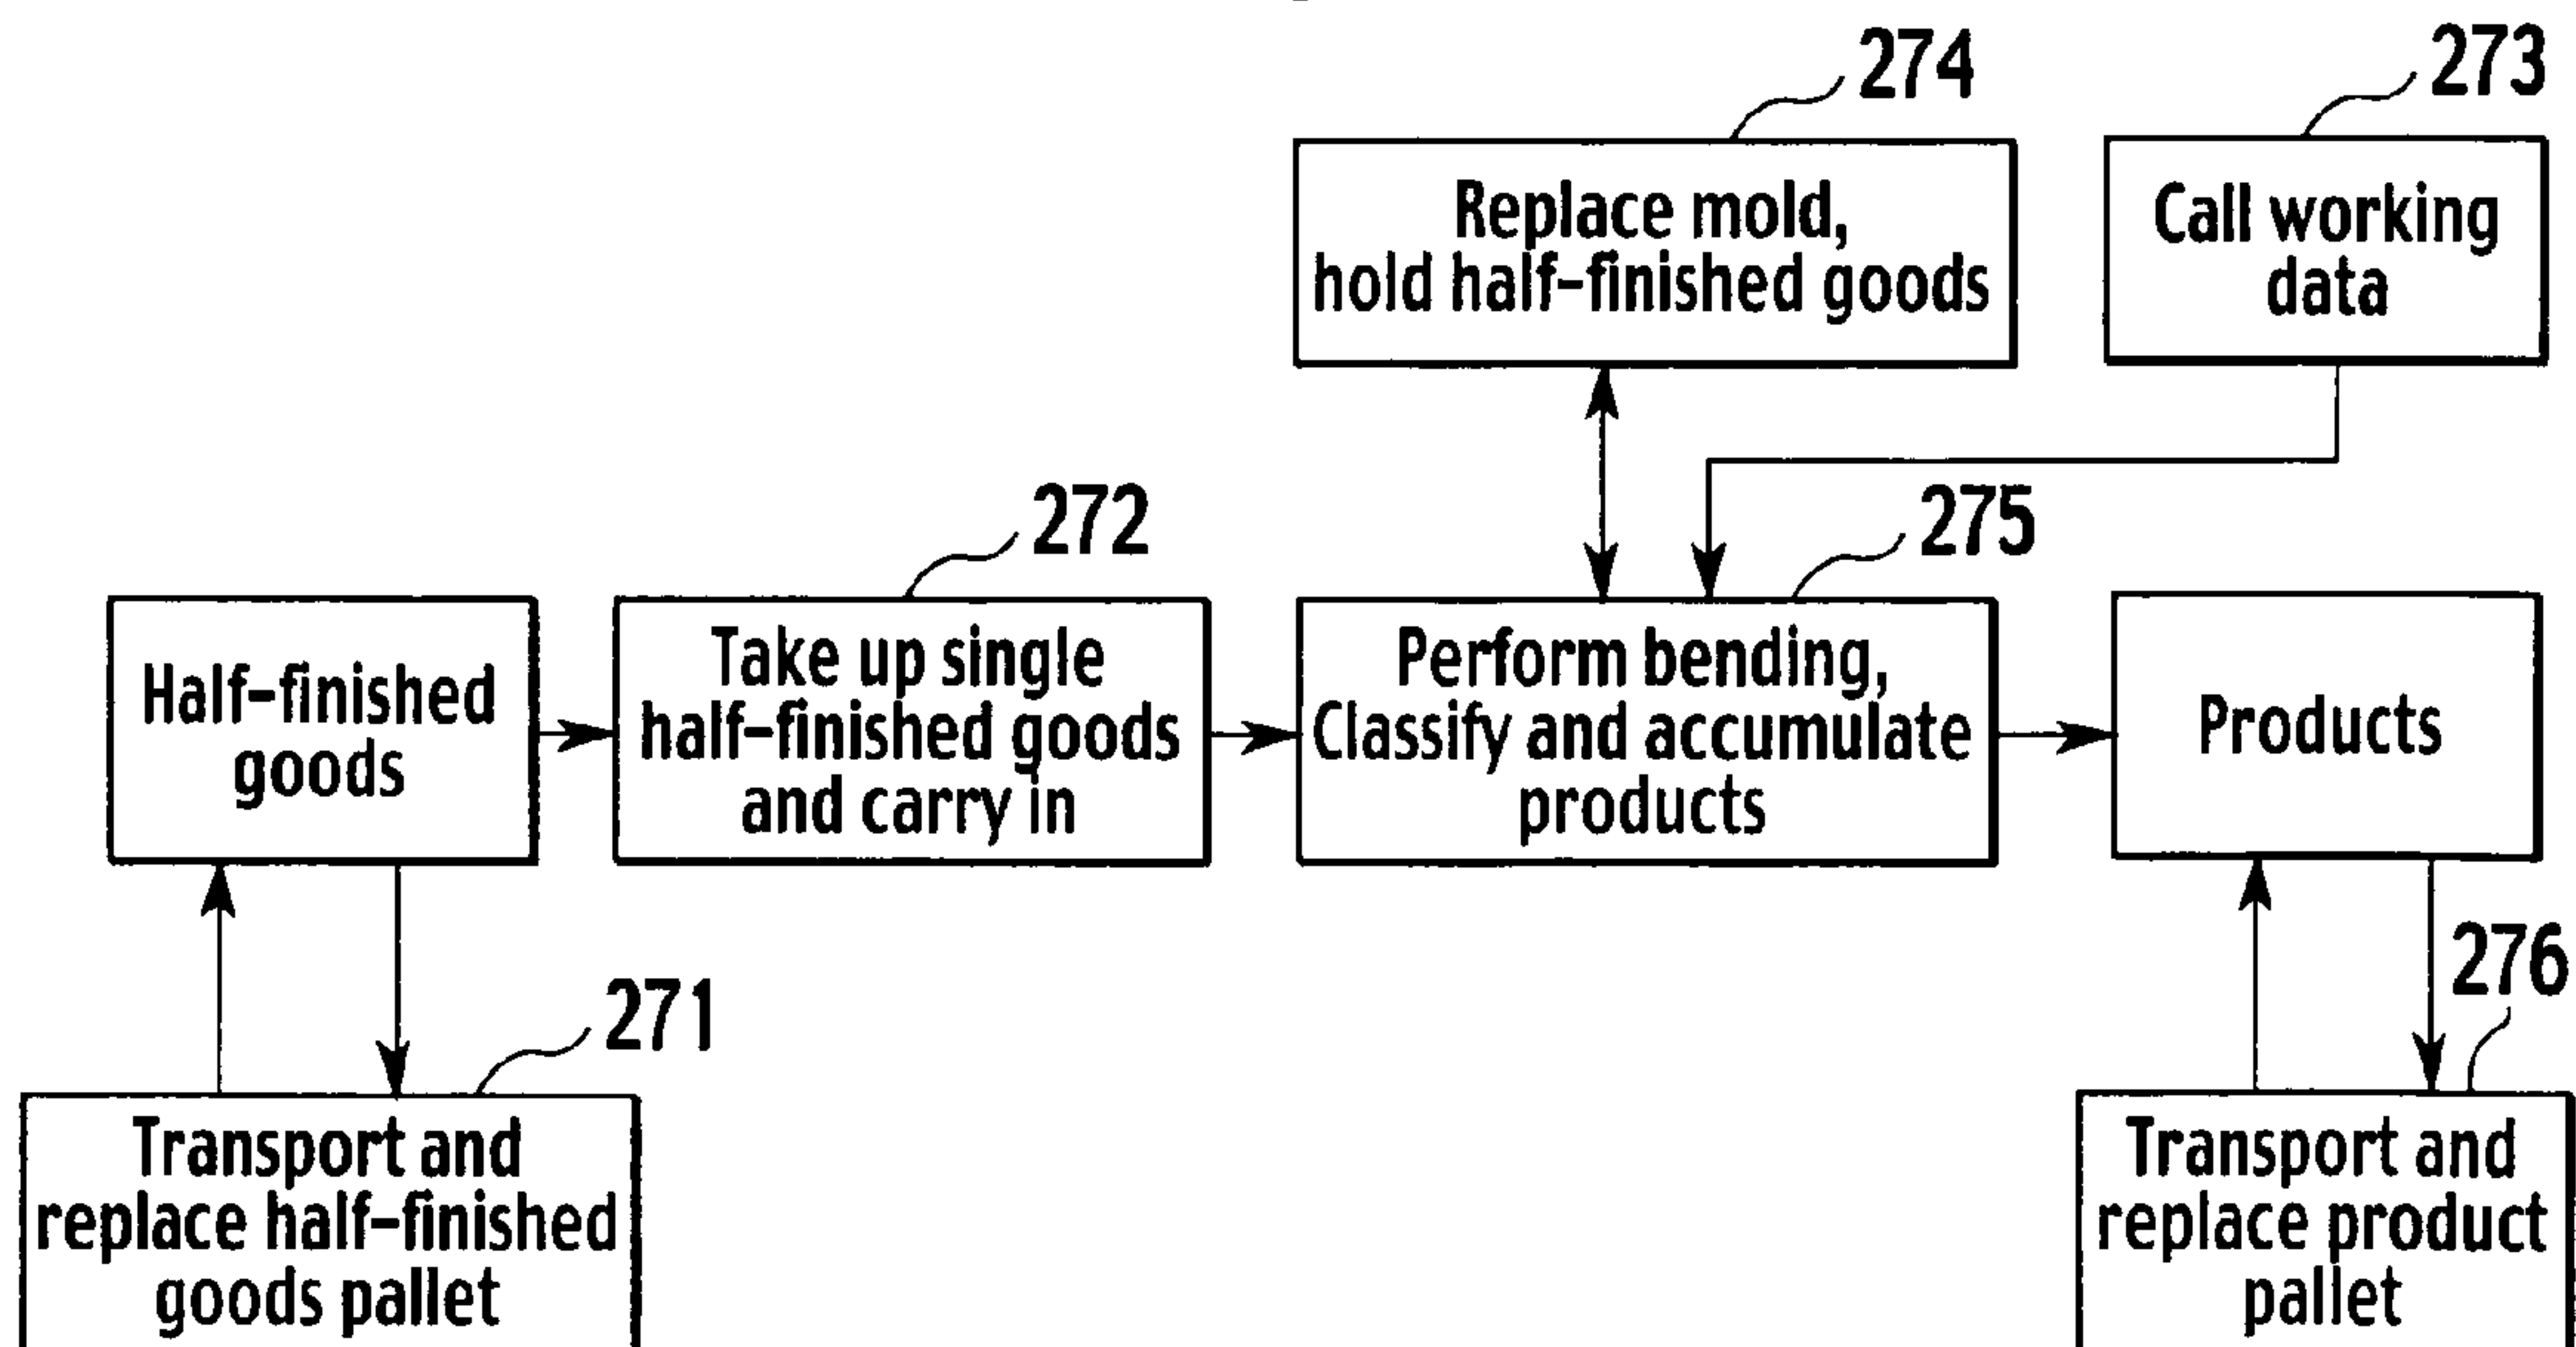 274
273
Replace mold,
hold half-finished goods
Call working
data
272
275
Half-finished
goods
Take up single
half-finished goods
and carry in
Perform bending,
Classify and accumulate
products
Products
271
276
Transport and
replace half-finished
goods pallet
Transport and
replace product
pallet